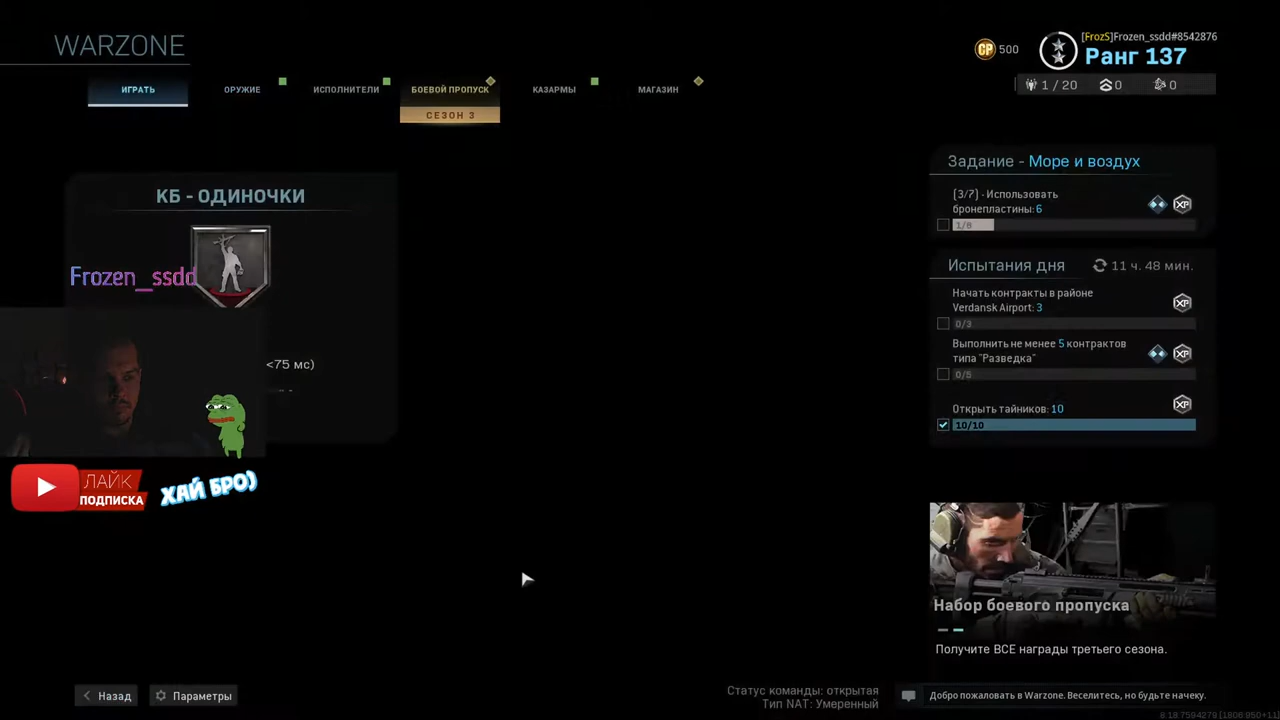 WARZONE
500
[FrozS]Frozen_ssdd#8542876
Ранг 137
1 / 20
0
0
ИГРАТЬ
ОРУЖИЕ
ИСПОЛНИТЕЛИ
БОЕВОЙ ПРОПУСК
КАЗАРМЫ
МАГАЗИН
СЕЗОН 3
КБ - ОДИНОЧКИ
Frozen_ssdd
<75 мс)
ЛАЙК
ПОДПИСКА
ХАЙ БРО)
Задание - Море и воздух
(3/7) - Использовать
бронепластины: 6
1/6
Испытания дня
11 ч. 48 мин.
Начать контракты в районе
Verdansk Airport: 3
0/3
Выполнить не менее 5 контрактов
типа "Разведка"
0/5
Открыть тайников: 10
10/10
Набор боевого пропуска
Получите ВСЕ награды третьего сезона.
Назад
Параметры
Статус команды: открытая
Тип NAT: Умеренный
Добро пожаловать в Warzone. Веселитесь, но будьте начеку.